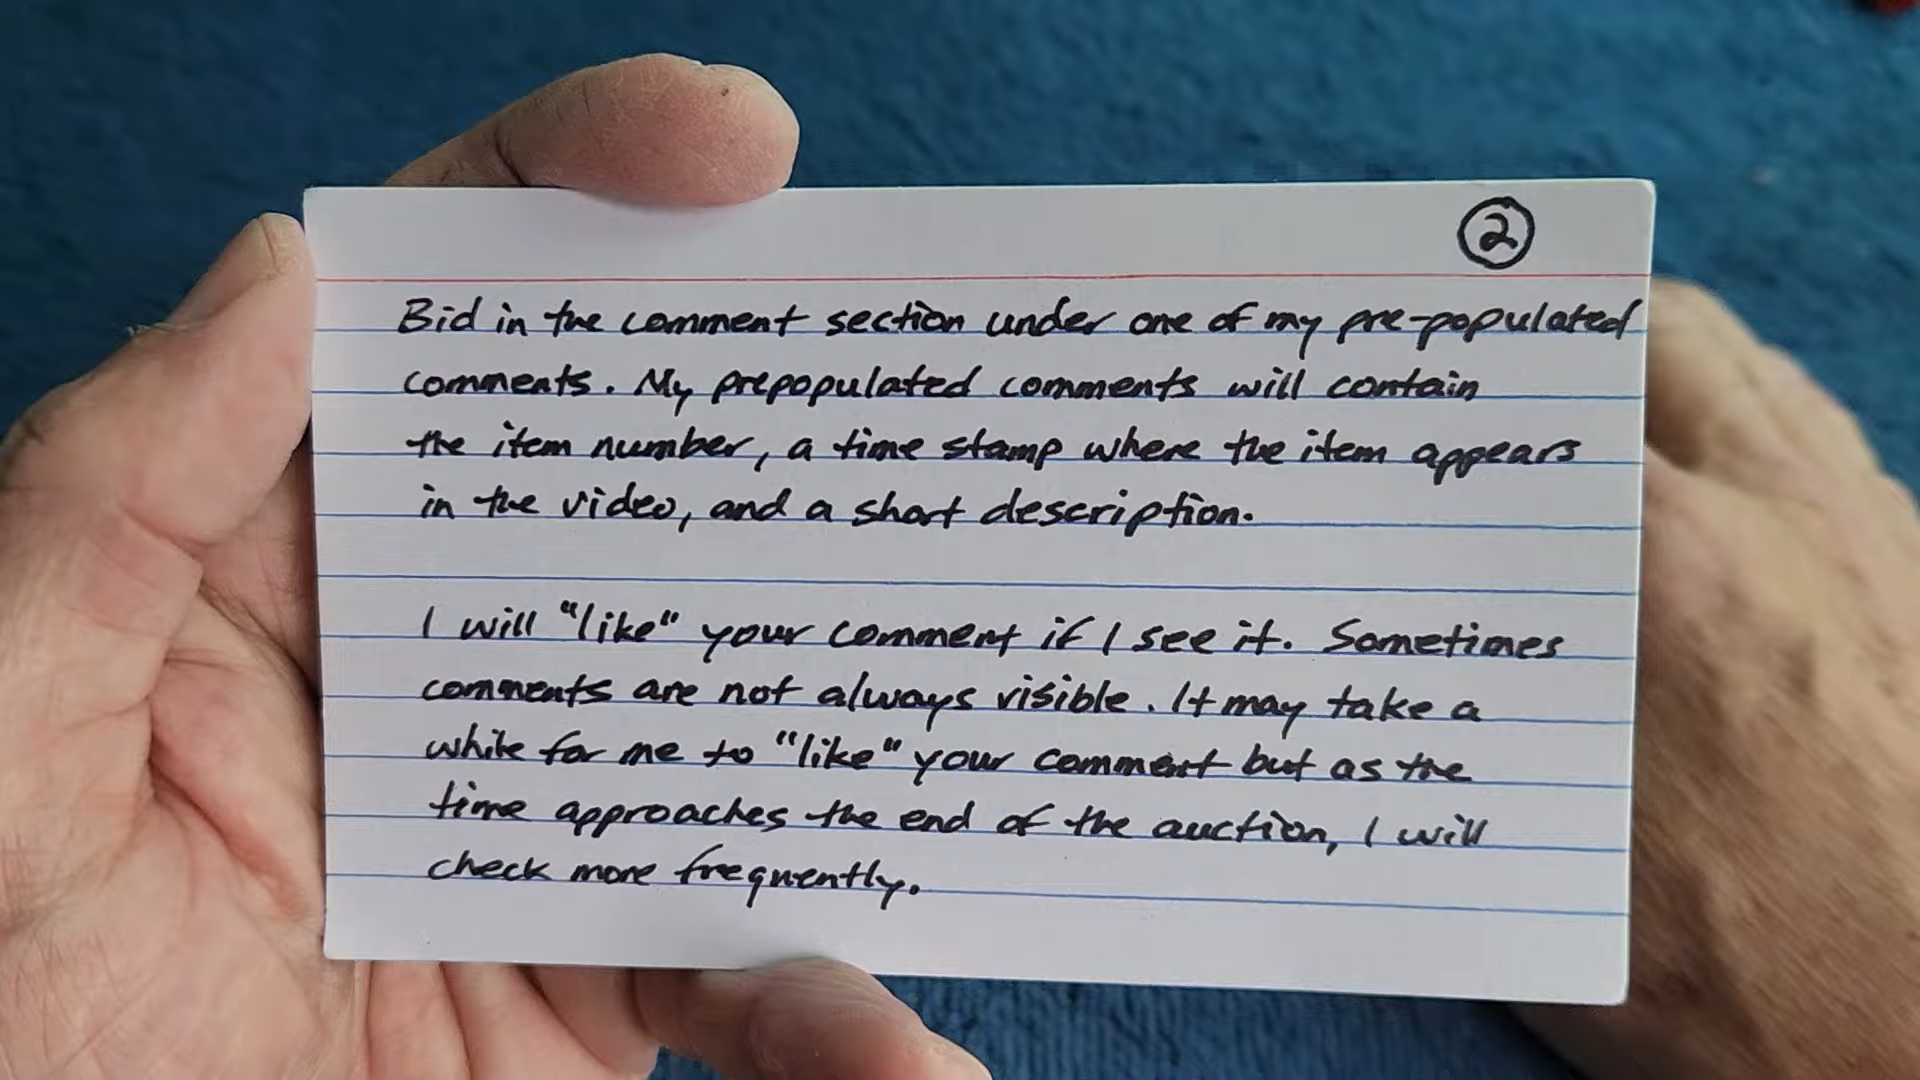 2
Bid in the comment section under one of my pre-populated
comments. My prepopulated comments will contain
the item number, a time stamp where the item appears
in the video, and a short description.
I will "like" your comment if I see it. Sometimes
comments are not always visible. It may take a
while for me to "like" your comment but as the
time approaches the end of the auction, I will
check more frequently.